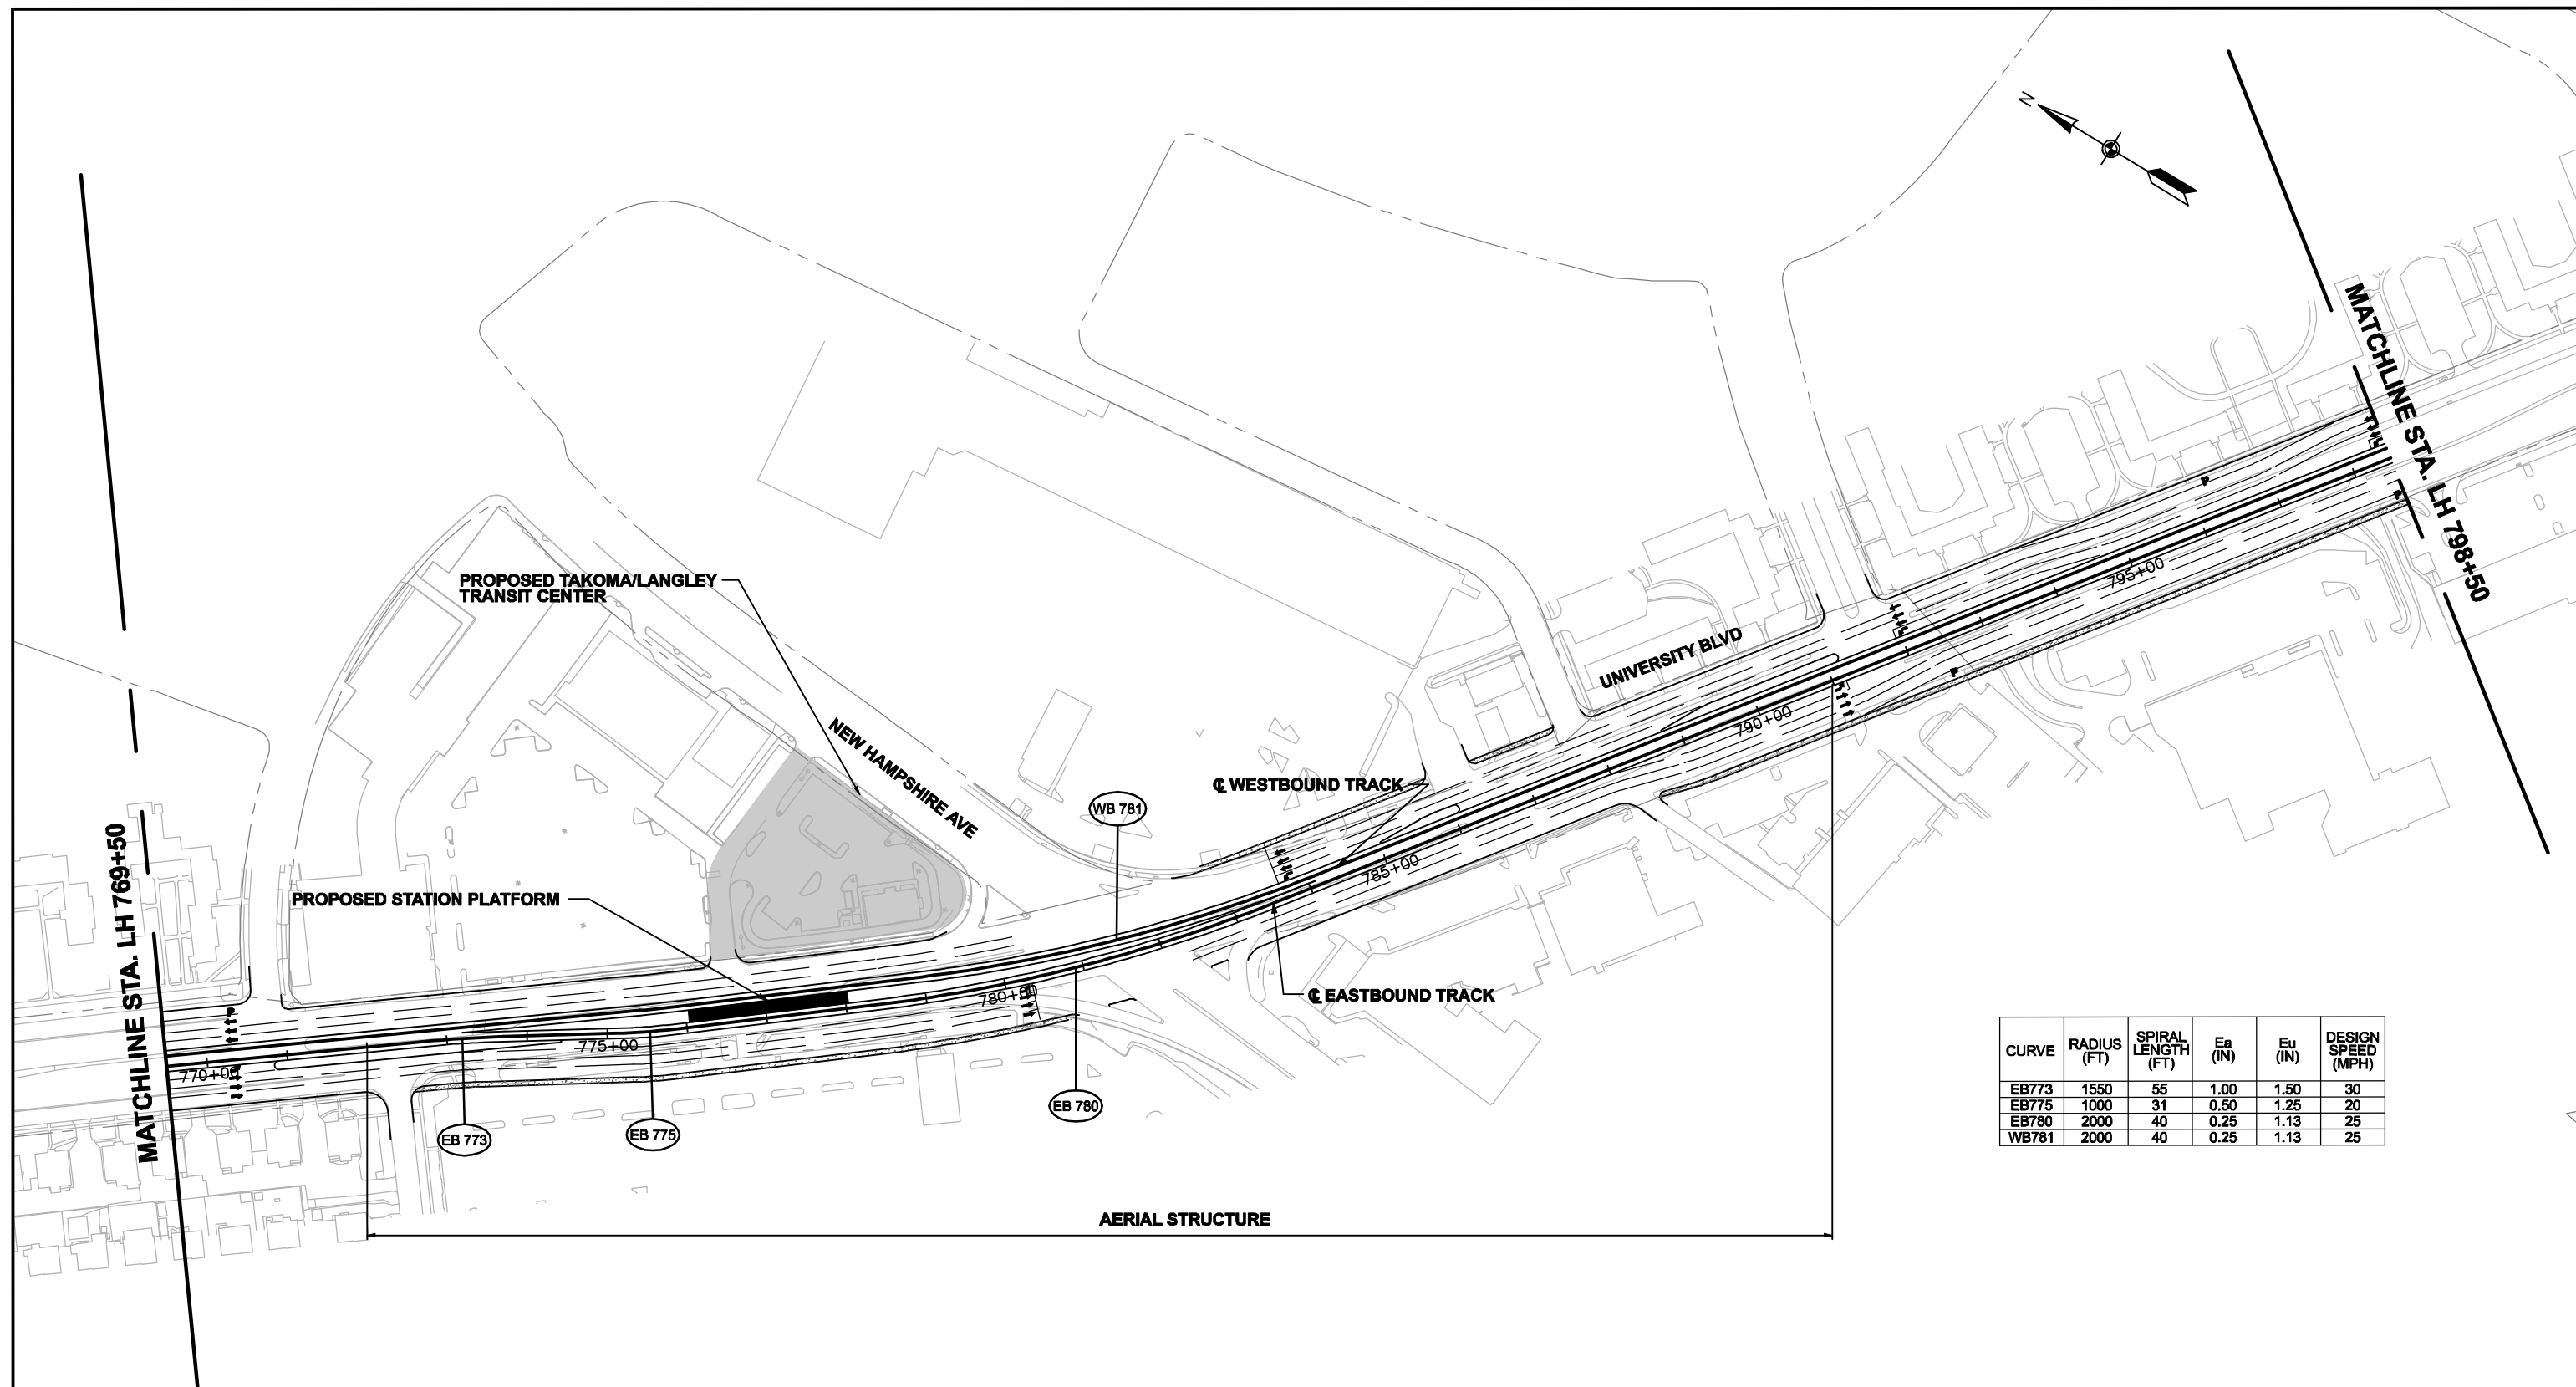 N
MATCHLINE STA. LH 798+50
PROPOSED TAKOMA/LANGLEY
TRANSIT CENTER
795+00
UNIVERSITY BLVD
NEW HAMPSHIRE AVE
790+00
℄ WESTBOUND TRACK
WB 781
MATCHLINE STA. LH 769+50
785+00
PROPOSED STATION PLATFORM
℄ EASTBOUND TRACK
780+00
775+00
770+00
EB 780
EB 773
EB 775
AERIAL STRUCTURE
CURVE RADIUS (FT) SPIRAL LENGTH (FT) Ea (IN) Eu (IN) DESIGN SPEED (MPH)
EB773 1550 55 1.00 1.50 30
EB775 1000 31 0.50 1.25 20
EB780 2000 40 0.25 1.13 25
WB781 2000 40 0.25 1.13 25